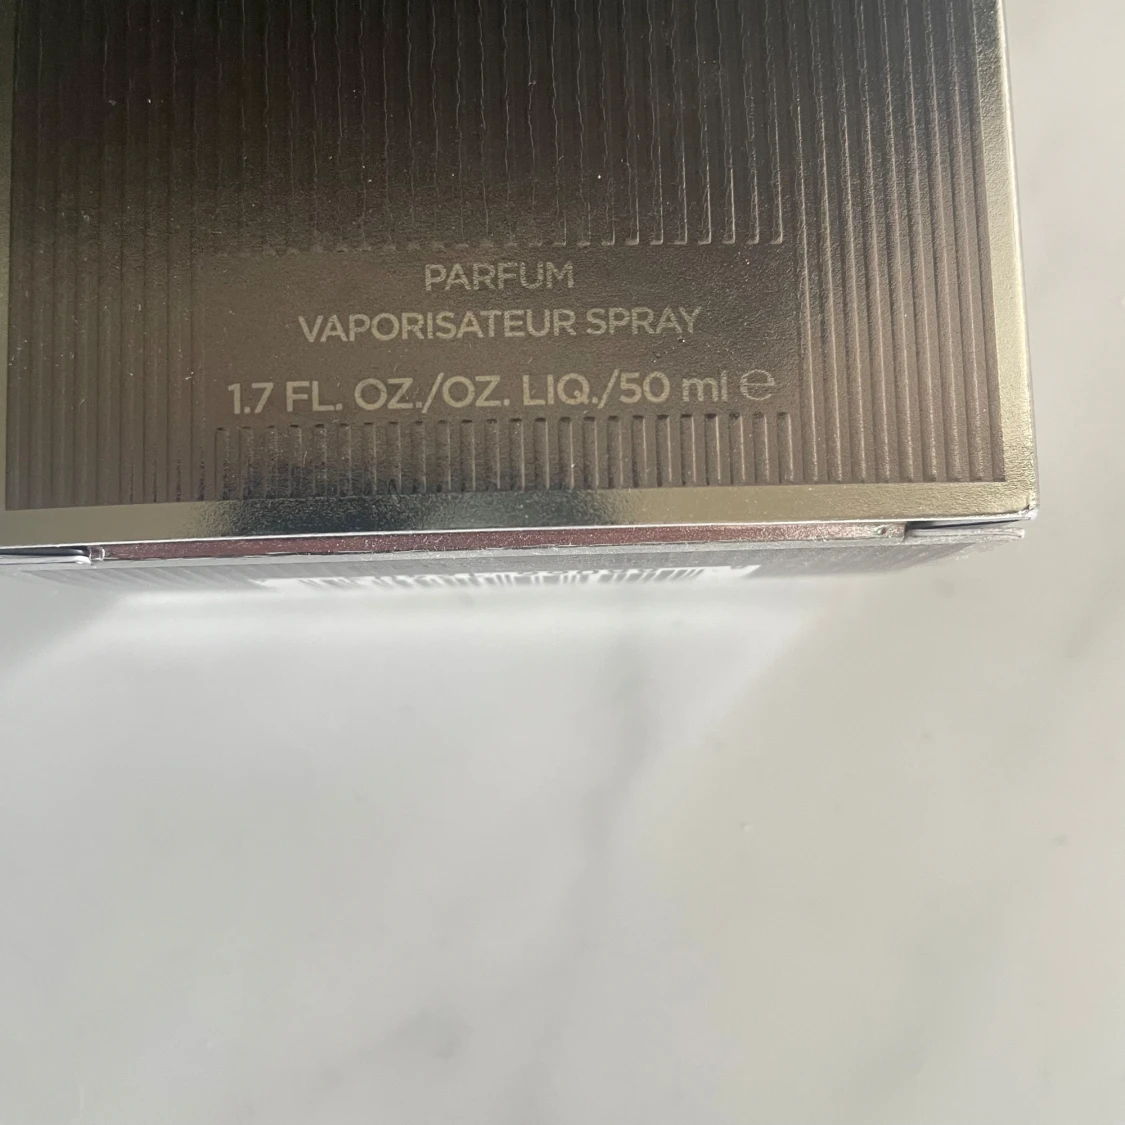 PARFUM
VAPORISATEUR SPRAY
1.7 FL. OZ./OZ. LIQ./50 ml ℮